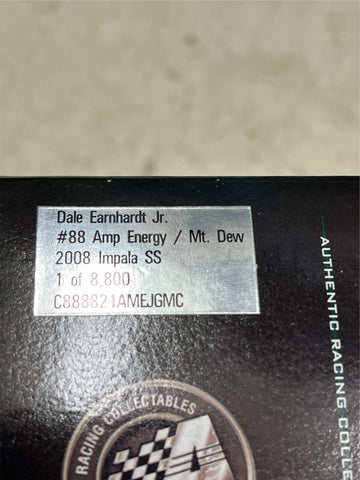 Dale Earnhardt Jr.
#88 Amp Energy / Mt. Dew
2008 Impala SS
1 of 8,800
C888821AMEJGMC
AUTHENTIC RACING COLLE
RACING COLLECTABLES
A